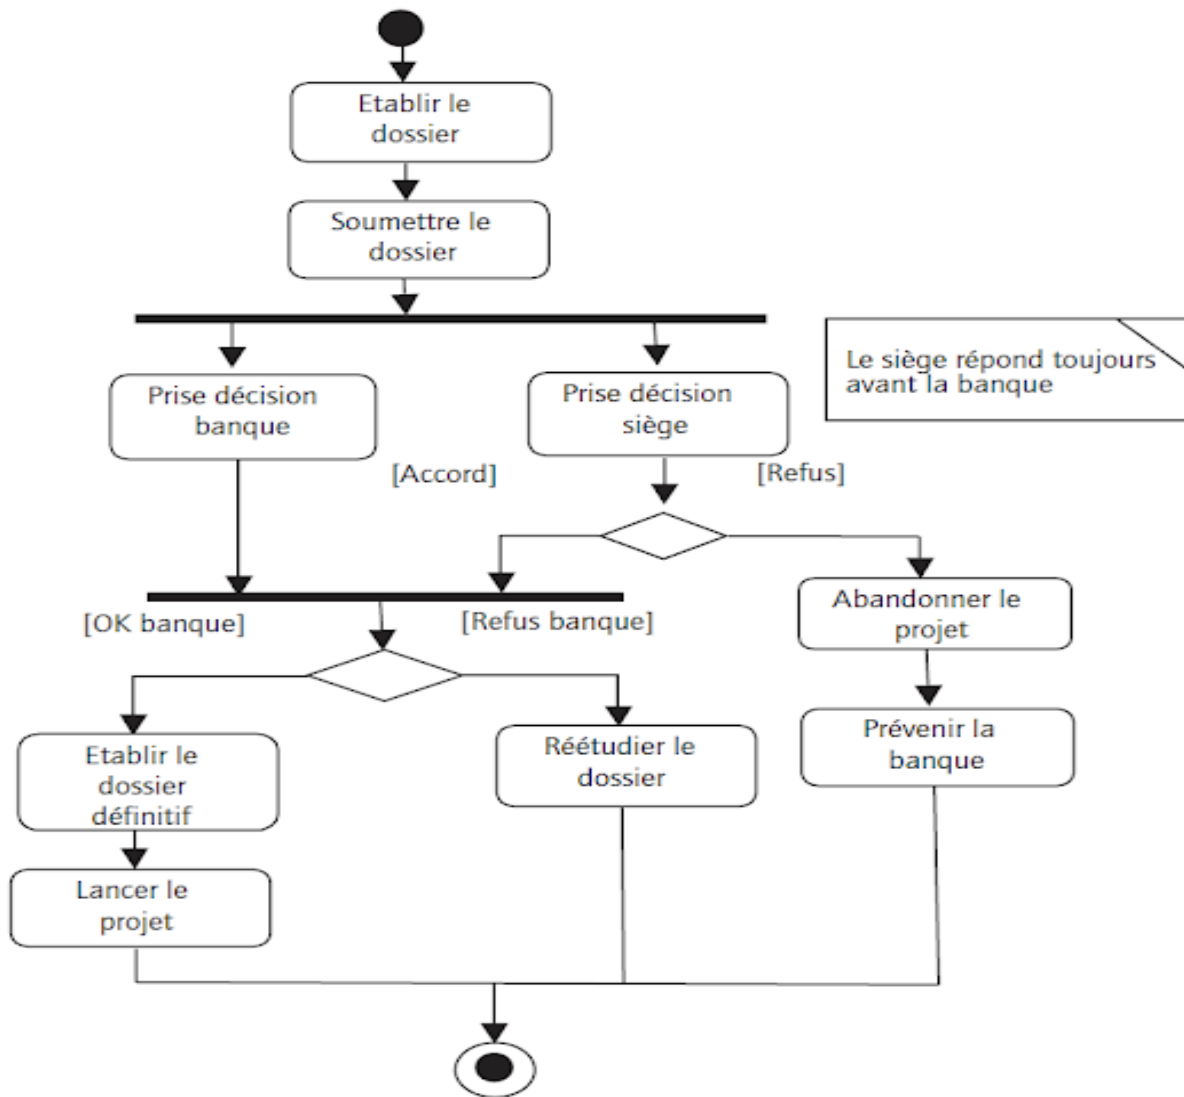 Etablir le
dossier
Soumettre le
dossier
Prise décision
banque
Prise décision
siège
Le siège répond toujours
avant la banque
[Accord]
[Refus]
[OK banque]
[Refus banque]
Abandonner le
projet
Etablir le
dossier
définitif
Réétudier le
dossier
Prévenir la
banque
Lancer le
projet